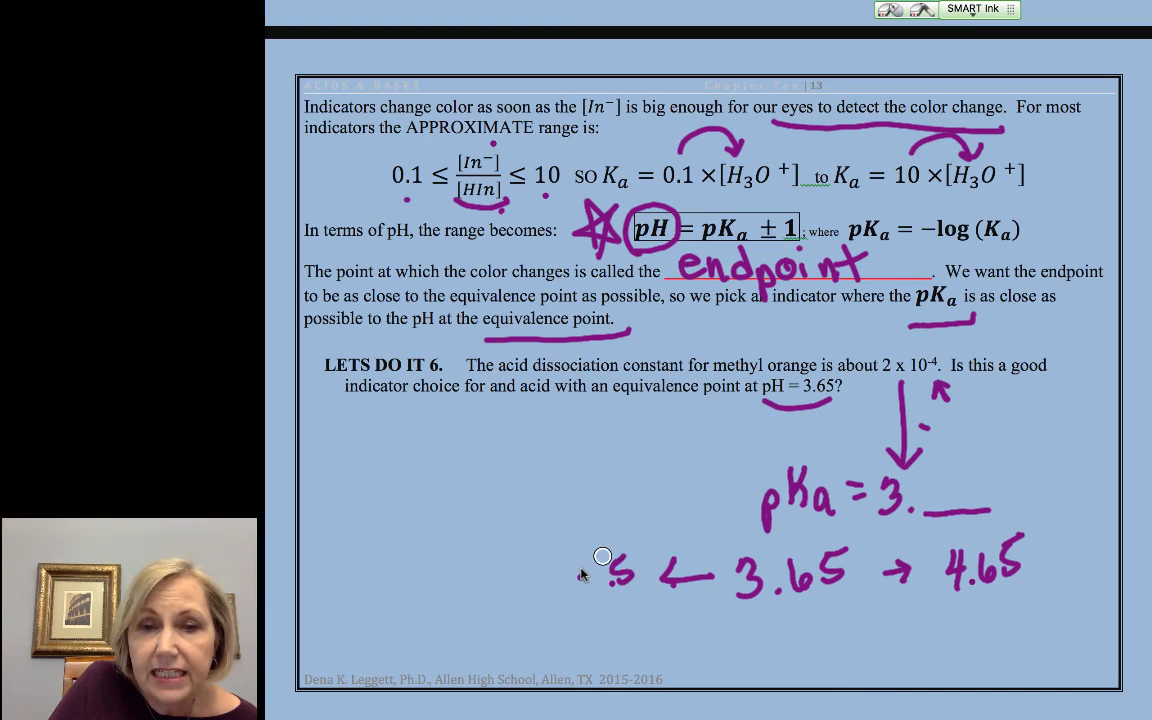 SMART Ink
ACIDS & BASES Chapter Ten | 13
Indicators change color as soon as the [In⁻] is big enough for our eyes to detect the color change. For most
indicators the APPROXIMATE range is:
0.1 ≤ [In⁻]/[HIn] ≤ 10 SO Kₐ = 0.1 ×[H₃O ⁺] to Kₐ = 10 ×[H₃O ⁺]
In terms of pH, the range becomes: pH = pKₐ ± 1 ; where pKₐ = −log (Kₐ)
The point at which the color changes is called the endpoint. We want the endpoint
to be as close to the equivalence point as possible, so we pick an indicator where the pKₐ is as close as
possible to the pH at the equivalence point.
LETS DO IT 6. The acid dissociation constant for methyl orange is about 2 x 10⁻⁴. Is this a good
indicator choice for and acid with an equivalence point at pH = 3.65?
pKa = 3.__
.5 ← 3.65 → 4.65
Dena K. Leggett, Ph.D., Allen High School, Allen, TX 2015-2016